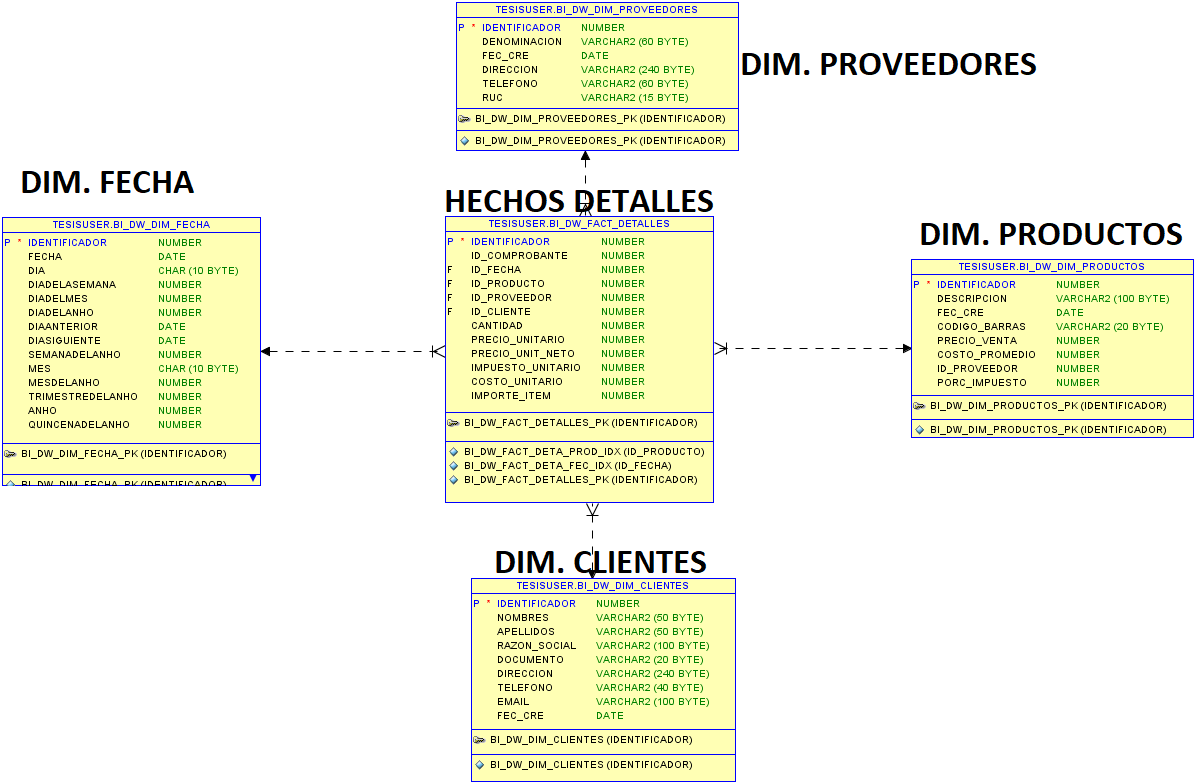 TESISUSER.BI_DW_DIM_PROVEEDORES
P * IDENTIFICADOR NUMBER
DENOMINACION VARCHAR2 (60 BYTE)
FEC_CRE DATE
DIRECCION VARCHAR2 (240 BYTE)
TELEFONO VARCHAR2 (60 BYTE)
RUC VARCHAR2 (15 BYTE)
BI_DW_DIM_PROVEEDORES_PK (IDENTIFICADOR)
BI_DW_DIM_PROVEEDORES_PK (IDENTIFICADOR)
DIM. PROVEEDORES
DIM. FECHA
TESISUSER.BI_DW_DIM_FECHA
P * IDENTIFICADOR NUMBER
FECHA DATE
DIA CHAR (10 BYTE)
DIADELASEMANA NUMBER
DIADELMES NUMBER
DIADELANHO NUMBER
DIAANTERIOR DATE
DIASIGUIENTE DATE
SEMANADELANHO NUMBER
MES CHAR (10 BYTE)
MESDELANHO NUMBER
TRIMESTREDELANHO NUMBER
ANHO NUMBER
QUINCENADELANHO NUMBER
BI_DW_DIM_FECHA_PK (IDENTIFICADOR)
BI_DW_DIM_FECHA_PK (IDENTIFICADOR)
HECHOS DETALLES
TESISUSER.BI_DW_FACT_DETALLES
P * IDENTIFICADOR NUMBER
ID_COMPROBANTE NUMBER
F ID_FECHA NUMBER
F ID_PRODUCTO NUMBER
F ID_PROVEEDOR NUMBER
F ID_CLIENTE NUMBER
CANTIDAD NUMBER
PRECIO_UNITARIO NUMBER
PRECIO_UNIT_NETO NUMBER
IMPUESTO_UNITARIO NUMBER
COSTO_UNITARIO NUMBER
IMPORTE_ITEM NUMBER
BI_DW_FACT_DETALLES_PK (IDENTIFICADOR)
BI_DW_FACT_DETA_PROD_IDX (ID_PRODUCTO)
BI_DW_FACT_DETA_FEC_IDX (ID_FECHA)
BI_DW_FACT_DETALLES_PK (IDENTIFICADOR)
DIM. PRODUCTOS
TESISUSER.BI_DW_DIM_PRODUCTOS
P * IDENTIFICADOR NUMBER
DESCRIPCION VARCHAR2 (100 BYTE)
FEC_CRE DATE
CODIGO_BARRAS VARCHAR2 (20 BYTE)
PRECIO_VENTA NUMBER
COSTO_PROMEDIO NUMBER
ID_PROVEEDOR NUMBER
PORC_IMPUESTO NUMBER
BI_DW_DIM_PRODUCTOS_PK (IDENTIFICADOR)
BI_DW_DIM_PRODUCTOS_PK (IDENTIFICADOR)
DIM. CLIENTES
TESISUSER.BI_DW_DIM_CLIENTES
P * IDENTIFICADOR NUMBER
NOMBRES VARCHAR2 (50 BYTE)
APELLIDOS VARCHAR2 (50 BYTE)
RAZON_SOCIAL VARCHAR2 (100 BYTE)
DOCUMENTO VARCHAR2 (20 BYTE)
DIRECCION VARCHAR2 (240 BYTE)
TELEFONO VARCHAR2 (40 BYTE)
EMAIL VARCHAR2 (100 BYTE)
FEC_CRE DATE
BI_DW_DIM_CLIENTES (IDENTIFICADOR)
BI_DW_DIM_CLIENTES (IDENTIFICADOR)